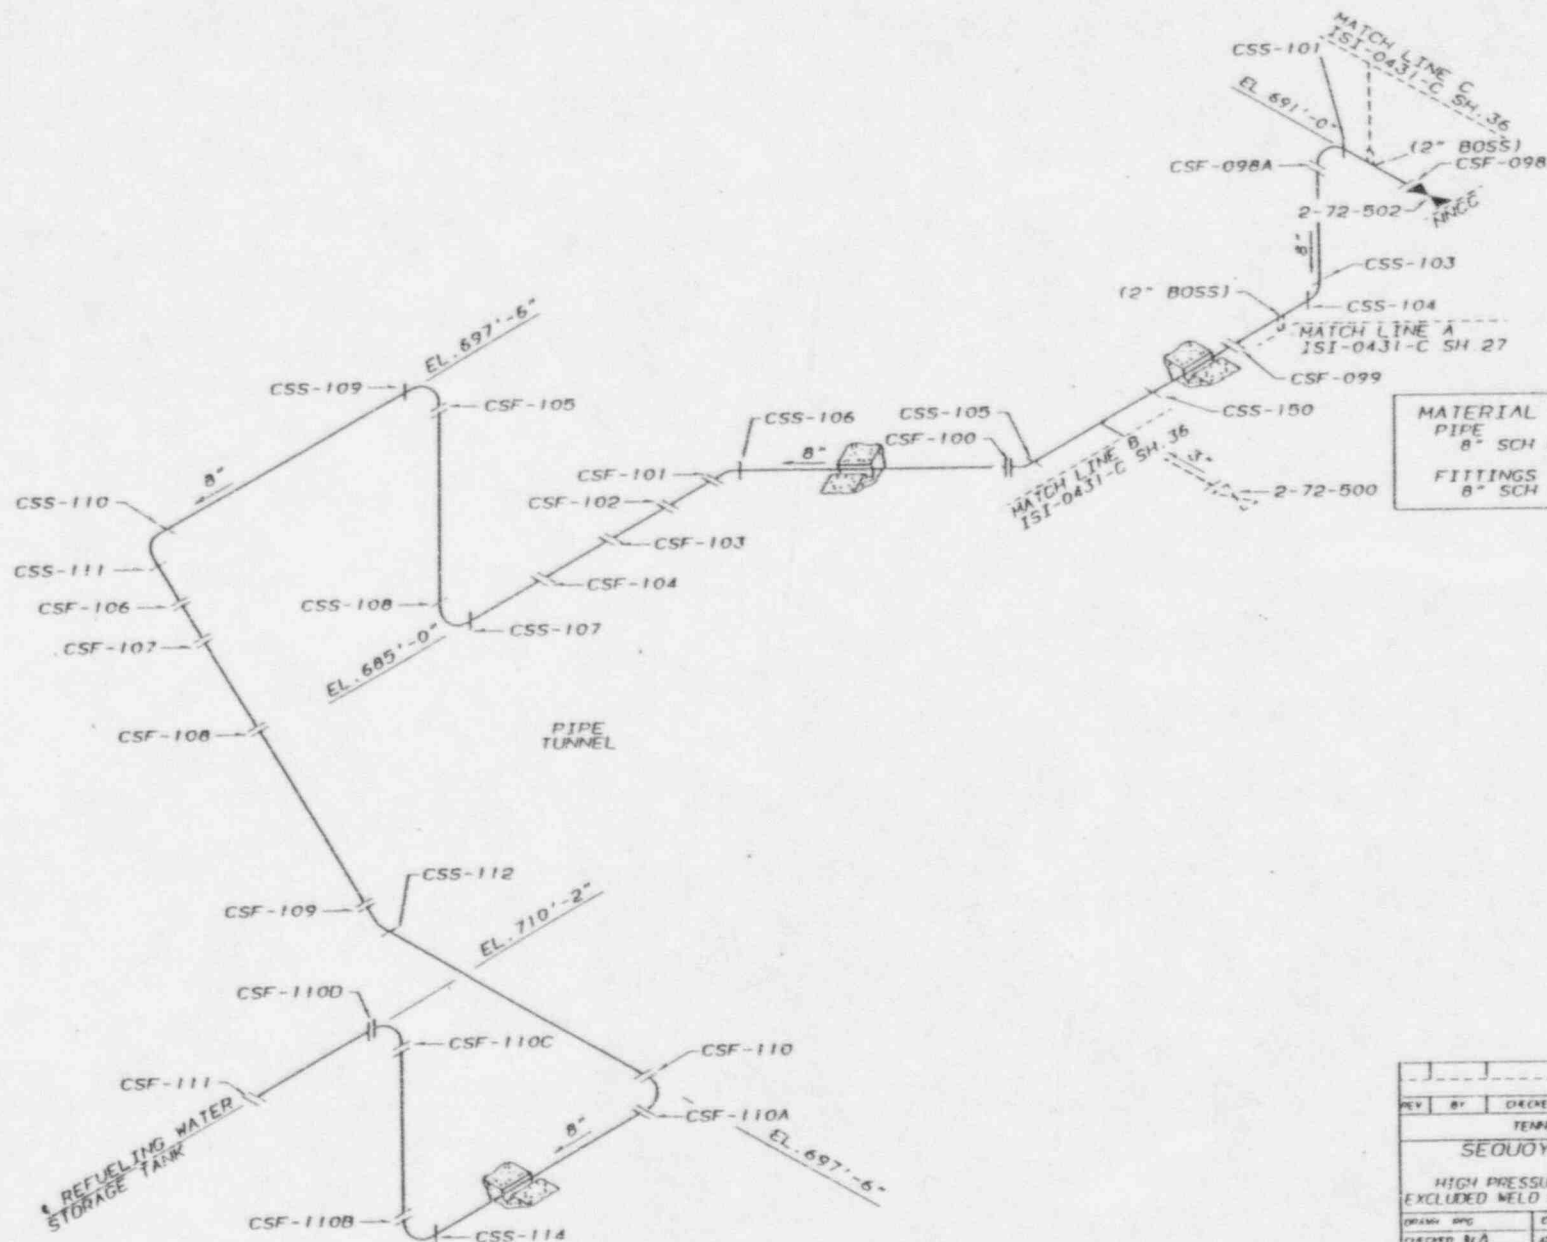 MATCH LINE C
ISI-0431-C SH.36
CSS-101
EL 691'-0"
(2" BOSS)
CSF-098
CSF-098A
2-72-502
NNCC
8"
CSS-103
(2" BOSS)
CSS-104
MATCH LINE A
ISI-0431-C SH.27
CSF-099
CSS-150
EL.697'-6"
CSS-109
CSF-105
CSS-106
CSS-105
CSF-100
8"
CSF-101
CSF-102
CSF-103
CSF-104
MATCH LINE B
ISI-0431-C SH.36
3"
2-72-500
MATERIAL
PIPE
8" SCH
FITTINGS
8" SCH
8"
CSS-110
CSS-111
CSF-106
CSF-107
CSS-108
CSS-107
EL.685'-0"
CSF-108
PIPE
TUNNEL
CSS-112
CSF-109
EL.710'-2"
CSF-110D
CSF-110C
CSF-110
CSF-111
CSF-110A
8"
EL.697'-6"
REFUELING WATER
STORAGE TANK
CSF-110B
CSS-114
REV BY CHECKE
TENN
SEQUOY
HIGH PRESSU
EXCLUDED WELD
DRAWN
CHECKED